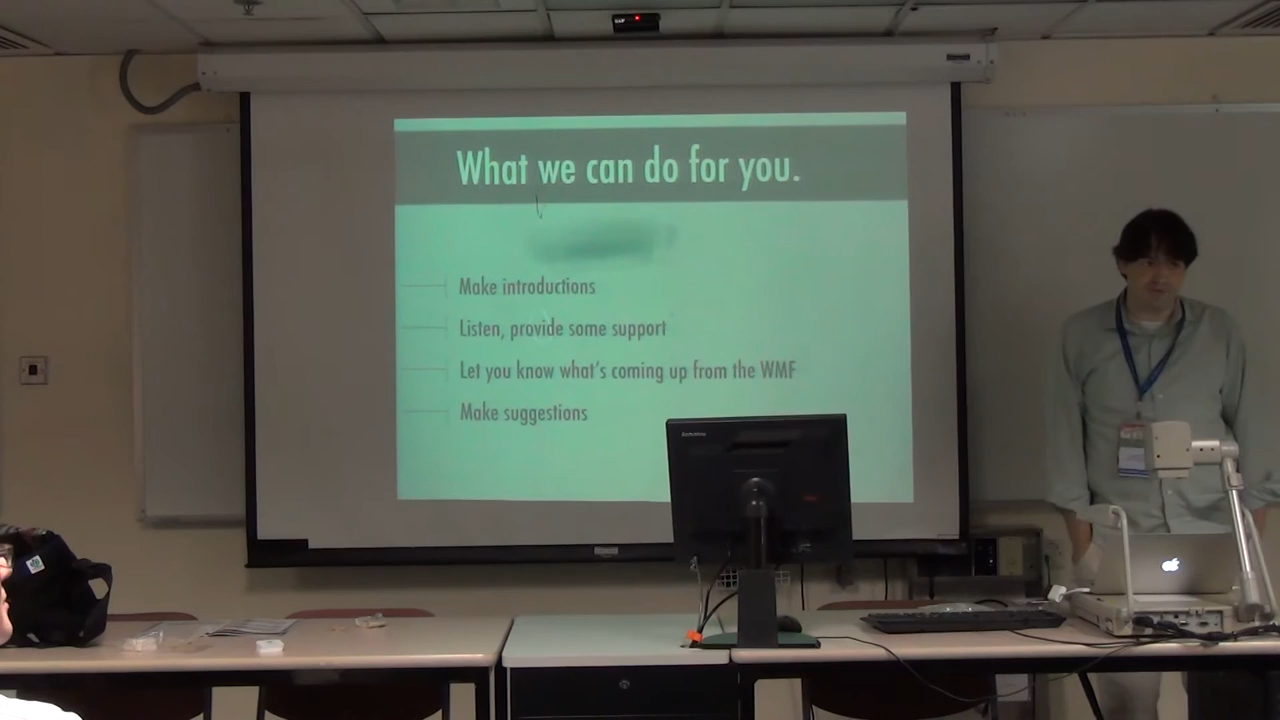 What we can do for you.
Make introductions
Listen, provide some support
Let you know what's coming up from the WMF
Make suggestions